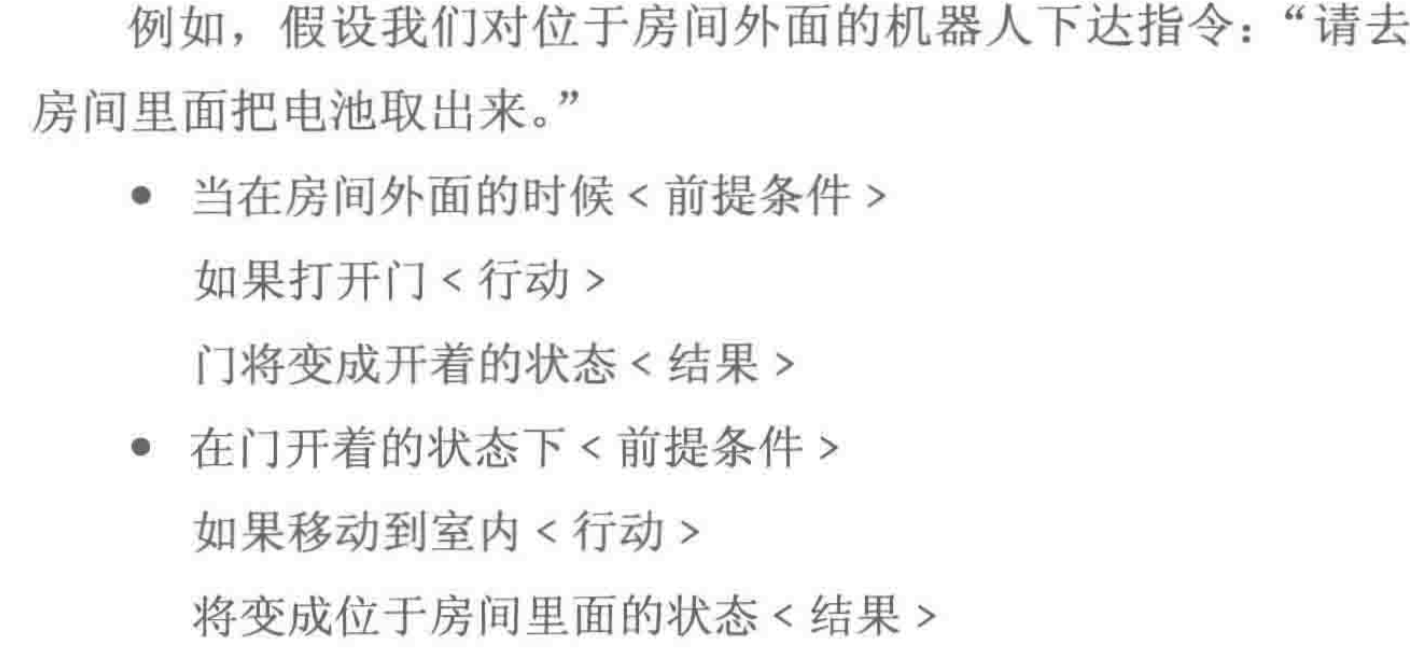 例如，假设我们对位于房间外面的机器人下达指令：“请去
房间里面把电池取出来。”
● 当在房间外面的时候 < 前提条件 >
如果打开门 < 行动 >
门将变成开着的状态 < 结果 >
● 在门开着的状态下 < 前提条件 >
如果移动到室内 < 行动 >
将变成位于房间里面的状态 < 结果 >